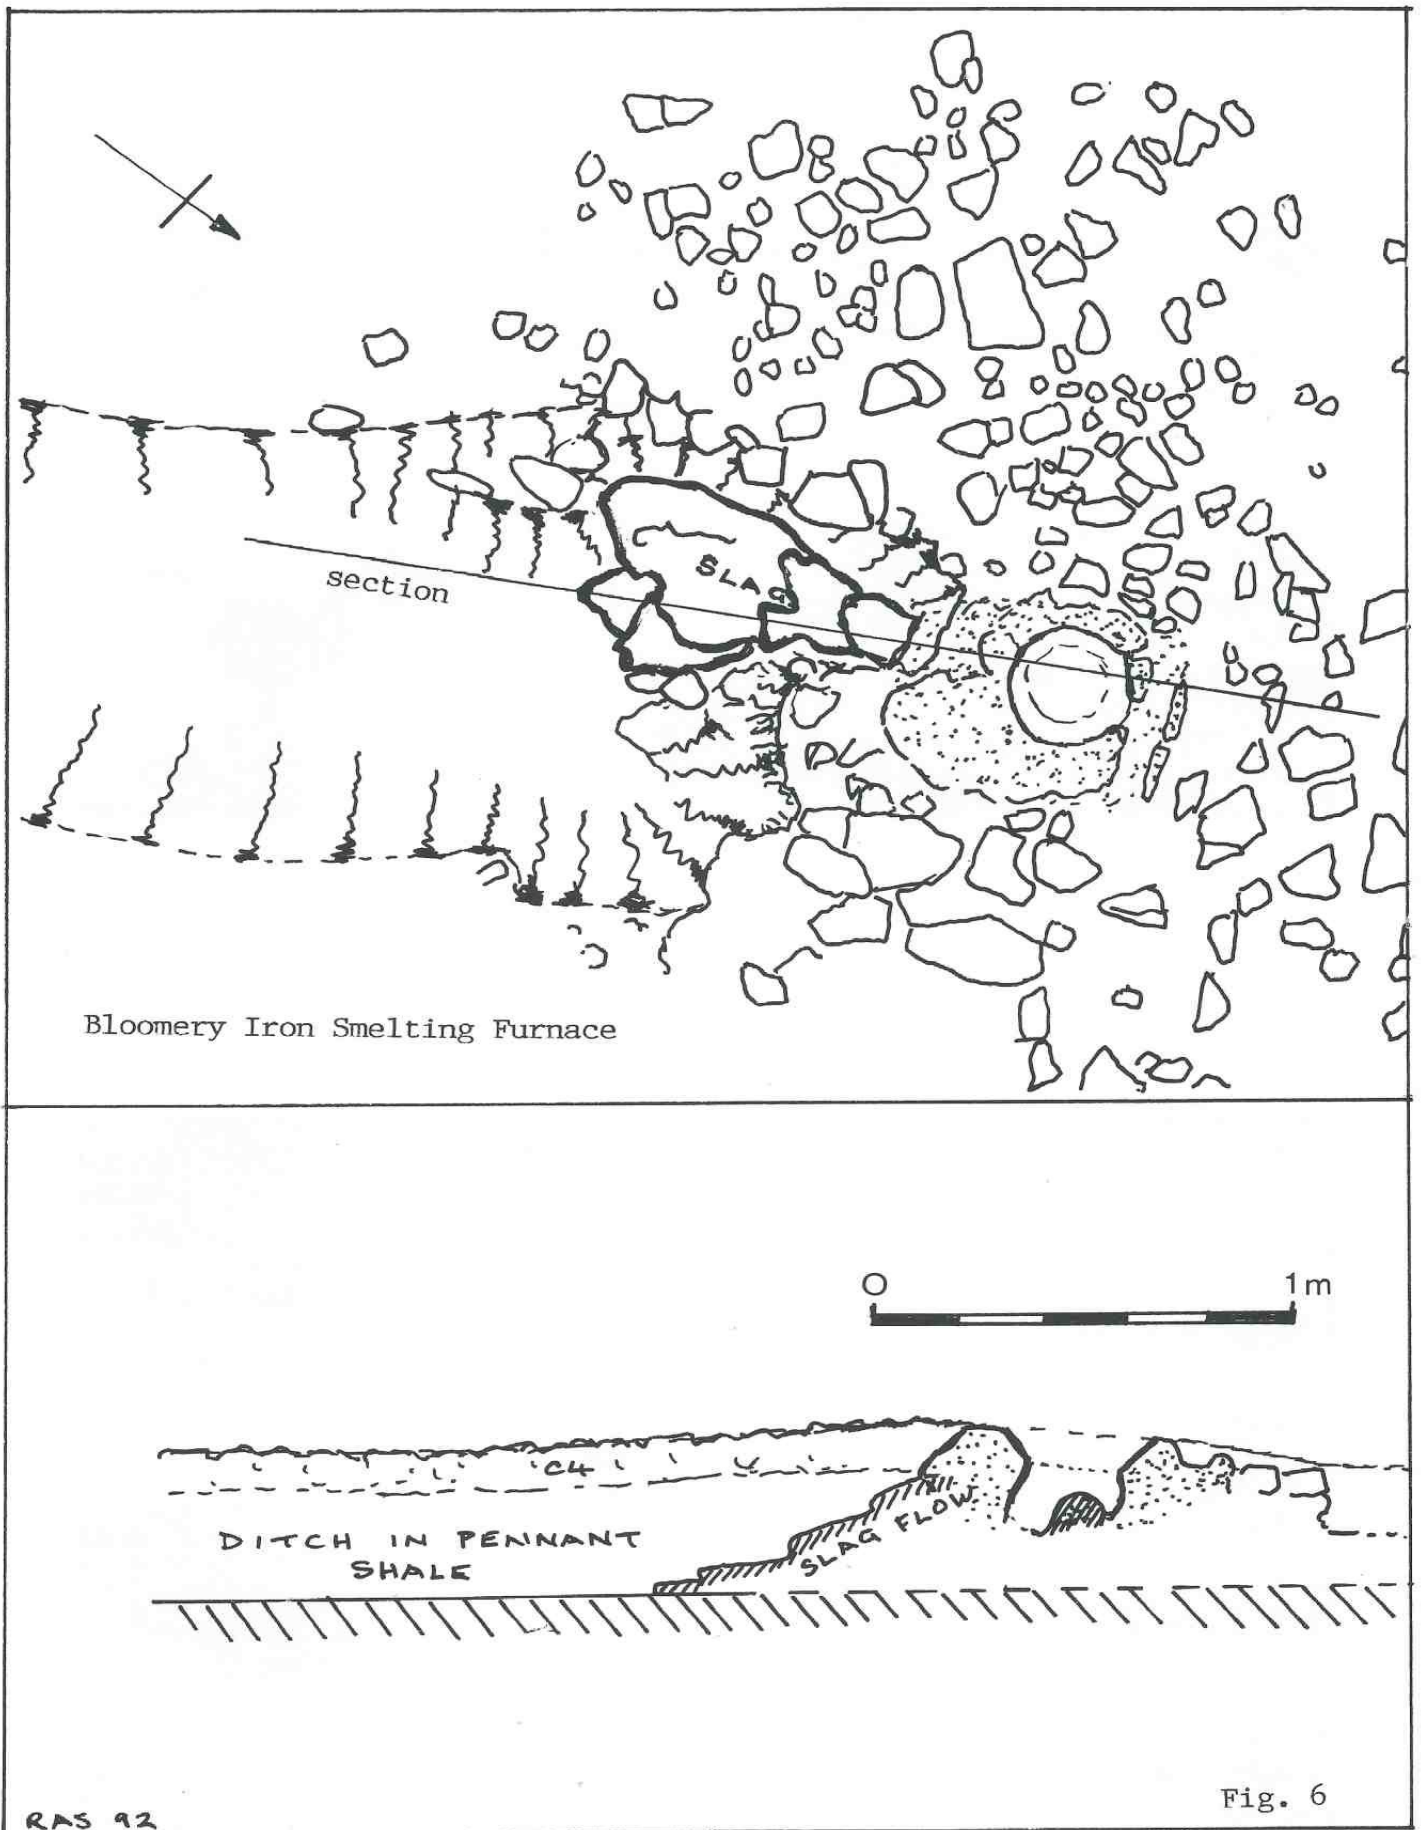 section
SLAG
Bloomery Iron Smelting Furnace
0 1m
C4
SLAG FLOW
DITCH IN PENNANT
SHALE
Fig. 6
RAS 92